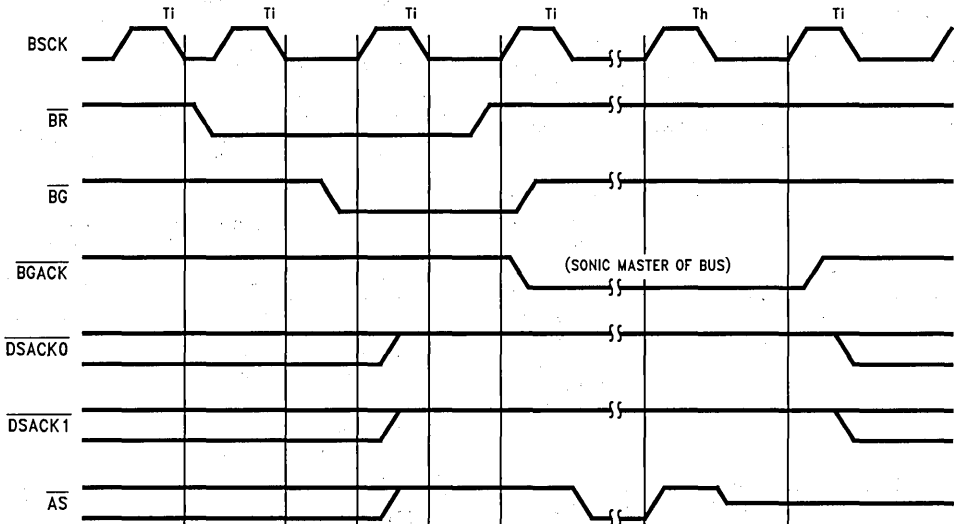 Ti Ti Ti Ti Th Ti
BSCK
BR
BG
BGACK
(SONIC MASTER OF BUS)
DSACK0
DSACK1
AS